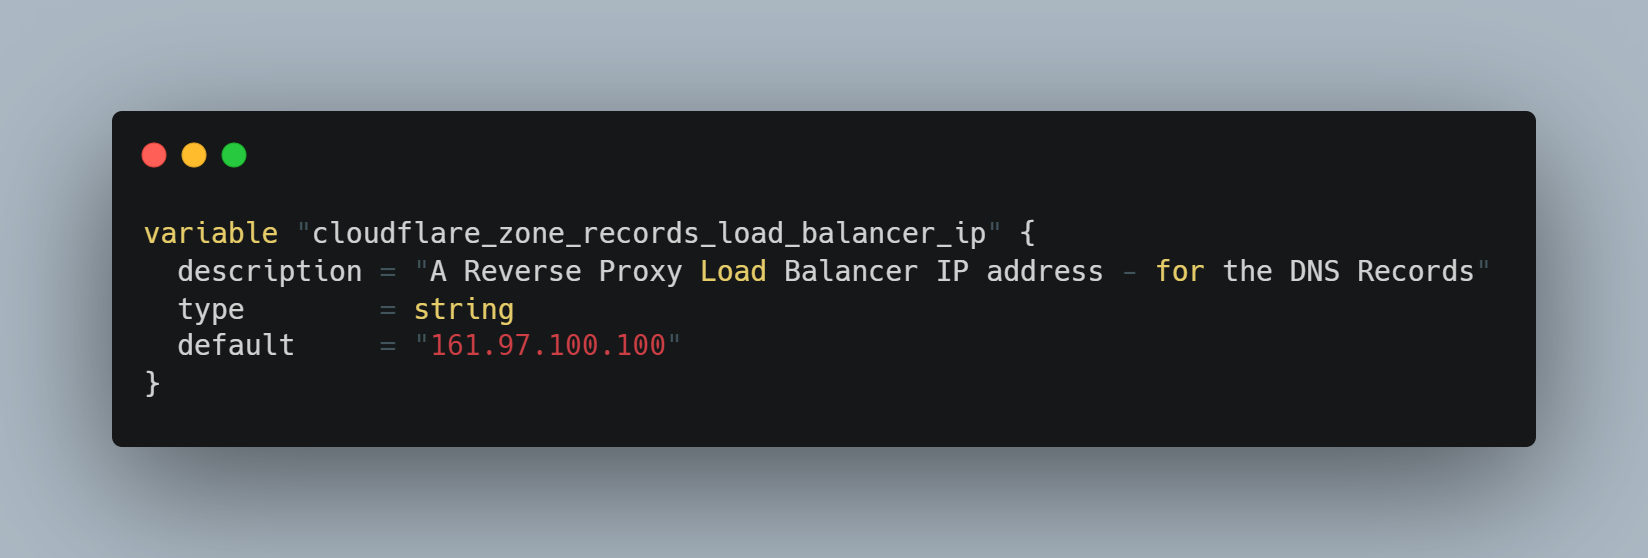 variable "cloudflare_zone_records_load_balancer_ip" {
  description = "A Reverse Proxy Load Balancer IP address - for the DNS Records"
  type        = string
  default     = "161.97.100.100"
}